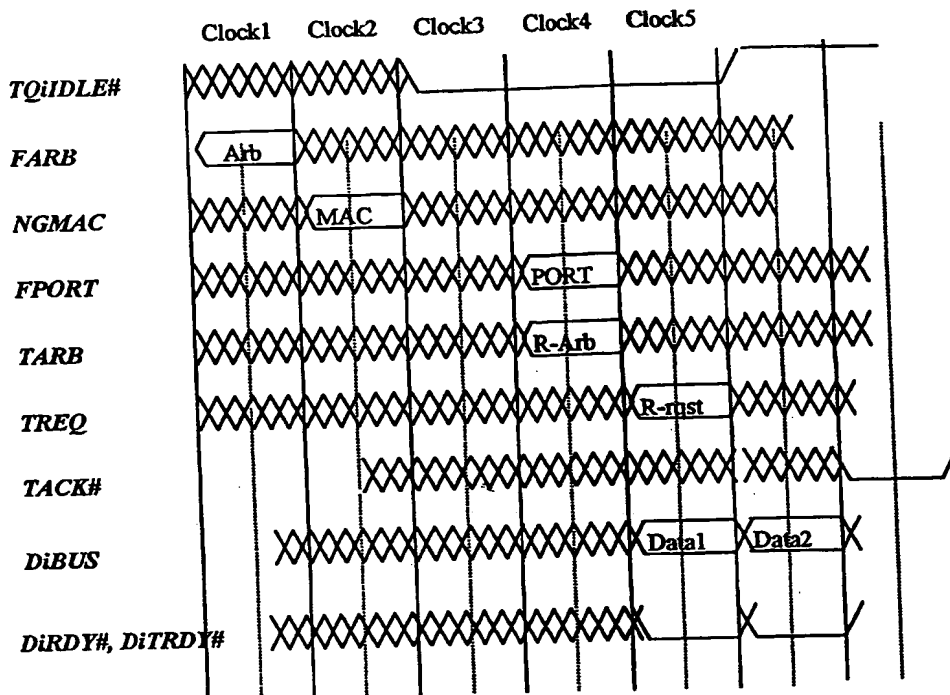 Clock1 Clock2 Clock3 Clock4 Clock5
TQiIDLE#
FARB Arb
NGMAC MAC
FPORT PORT
TARB R-Arb
TREQ R-rqst
TACK#
DiBUS Data1 Data2
DiRDY#, DiTRDY#